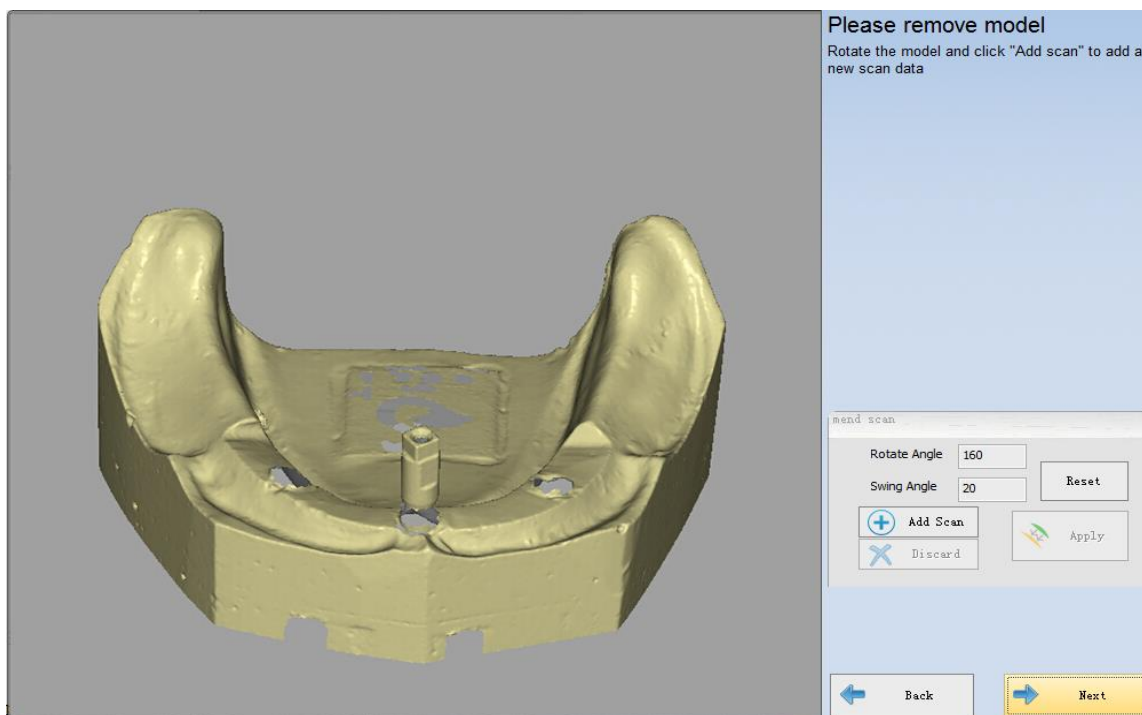 Please remove model
Rotate the model and click "Add scan" to add a
new scan data
mend scan
Rotate Angle 160
Swing Angle 20
Reset
Add Scan
Discard
Apply
Back
Next